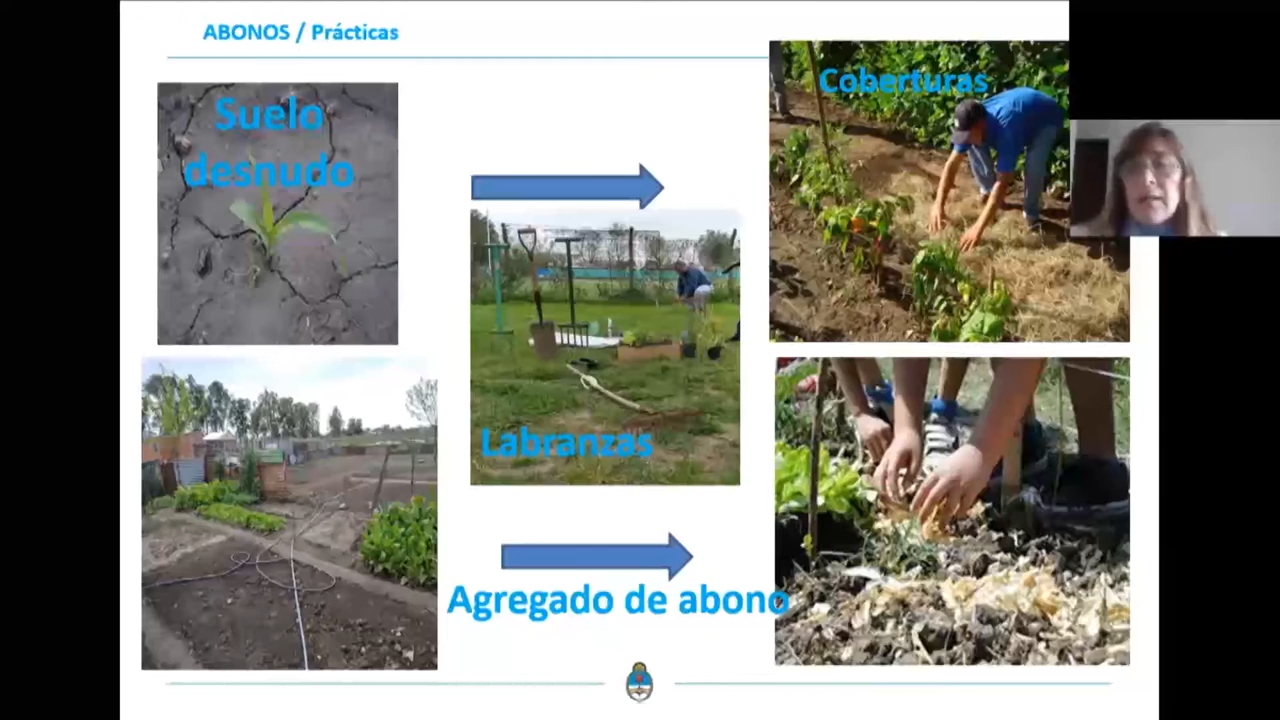 ABONOS / Prácticas
Suelo
desnudo
Coberturas
Labranzas
Agregado de abono